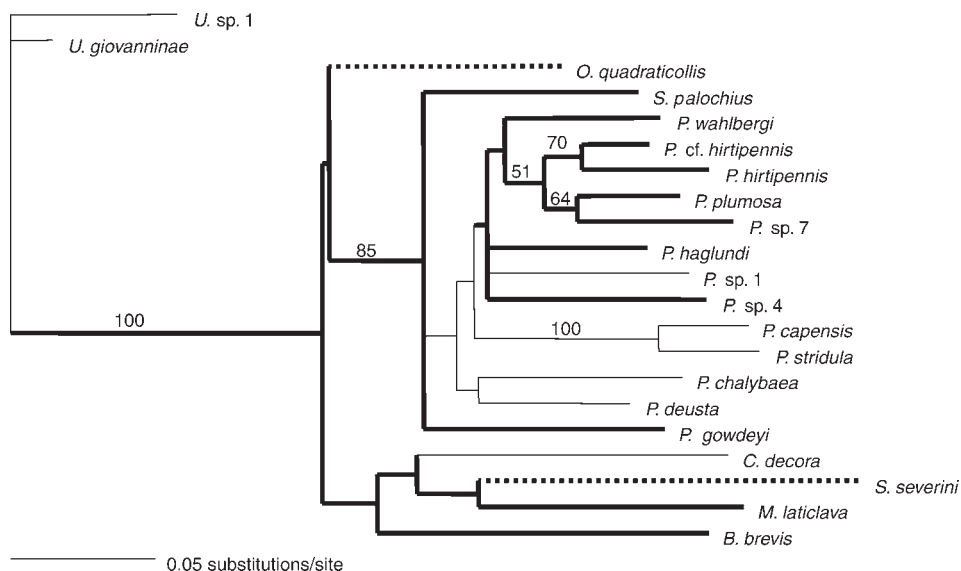 U. sp. 1
U. giovanninae
O. quadraticollis
S. palochius
P. wahlbergi
70
P. cf. hirtipennis
51
P. hirtipennis
64
P. plumosa
P. sp. 7
85
P. haglundi
P. sp. 1
P. sp. 4
100
100
P. capensis
P. stridula
P. chalybaea
P. deusta
P. gowdeyi
C. decora
S. severini
M. laticlava
B. brevis
0.05 substitutions/site